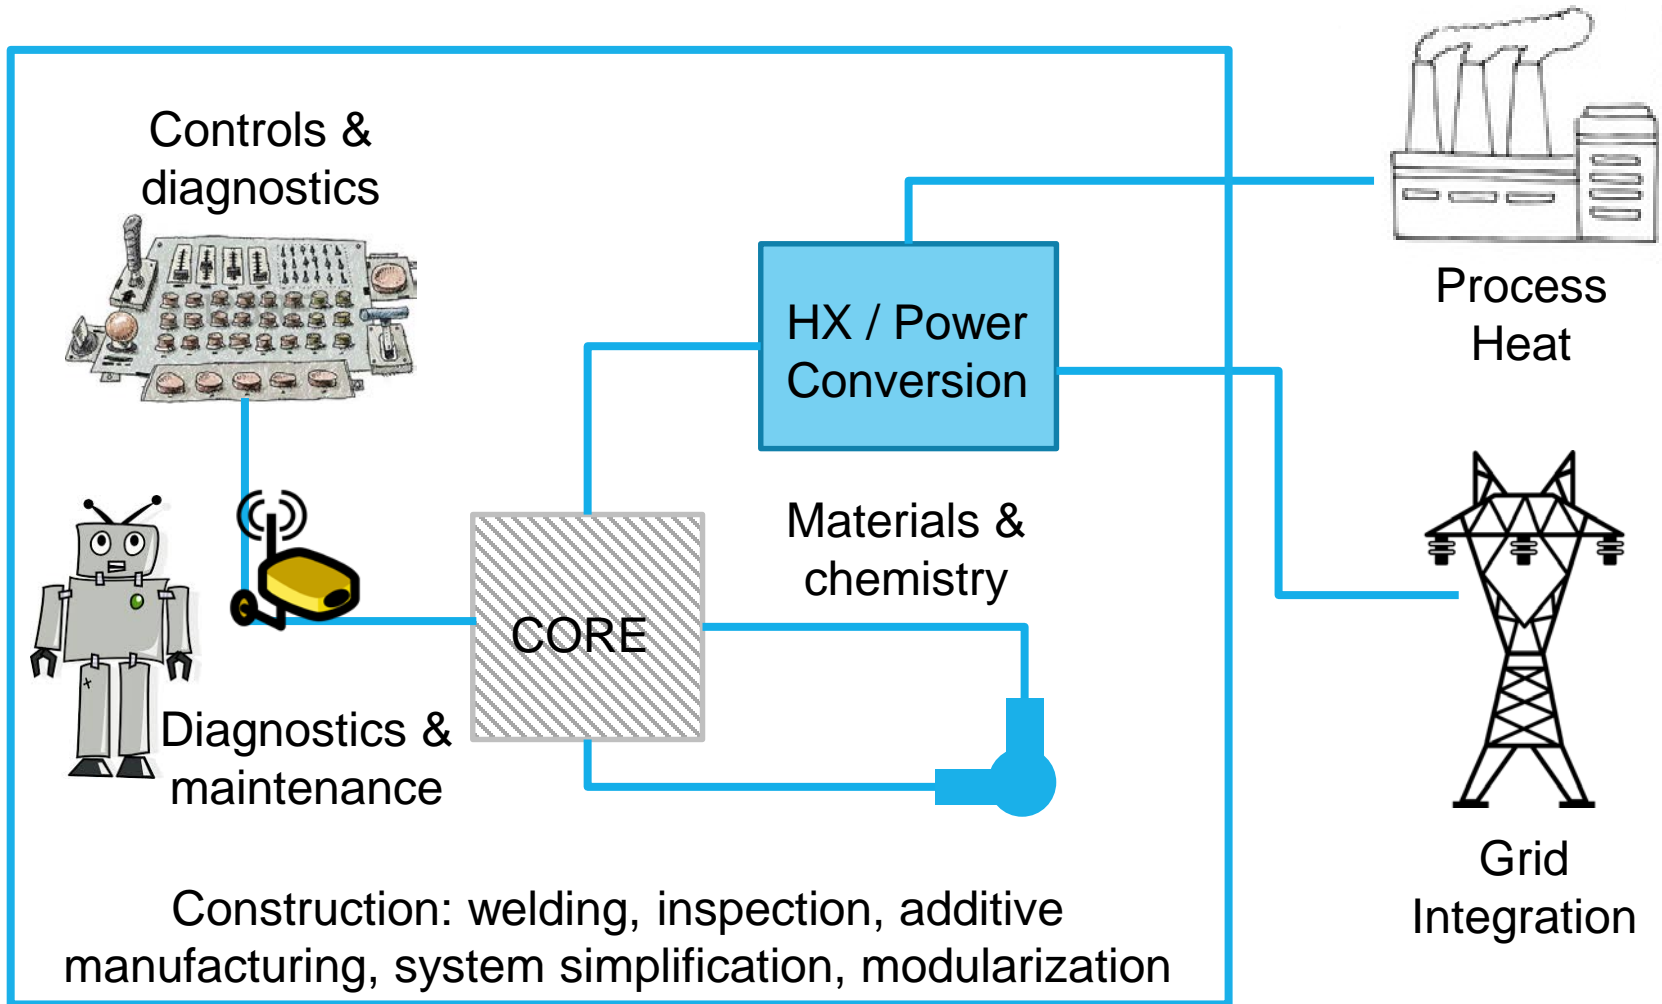 Controls &
diagnostics
HX / Power
Conversion
Process
Heat
Materials &
chemistry
CORE
Diagnostics &
maintenance
Grid
Integration
Construction: welding, inspection, additive
manufacturing, system simplification, modularization